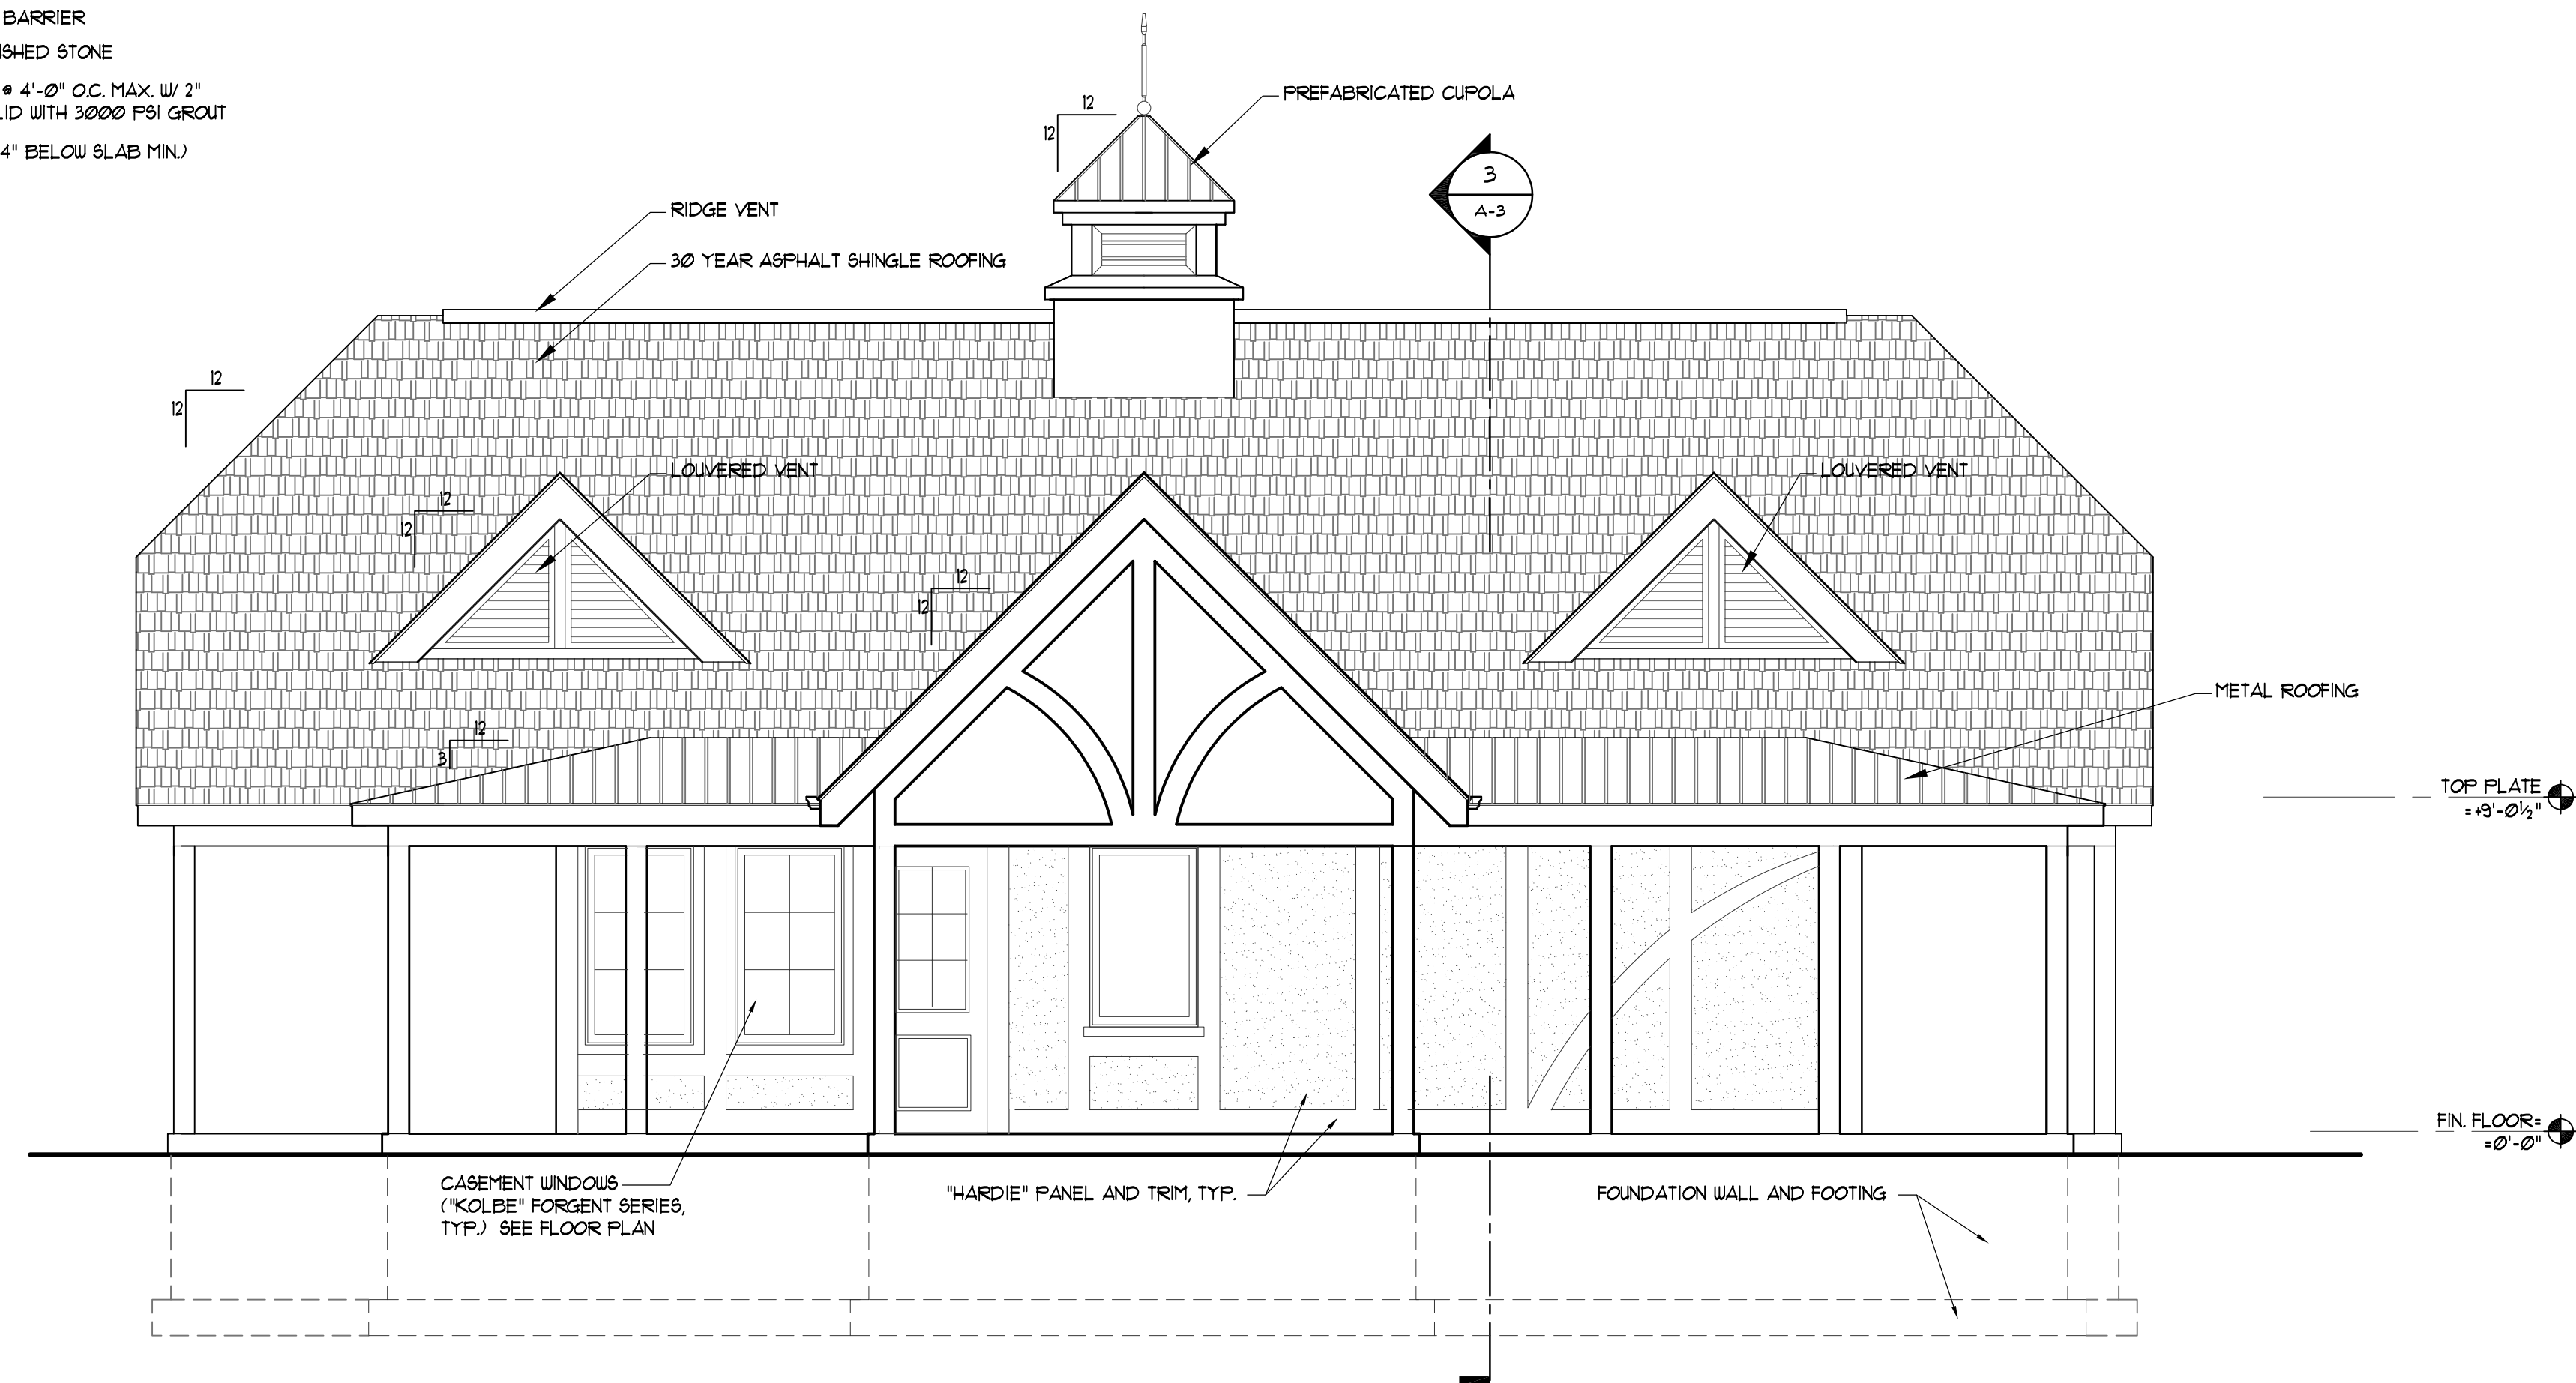 BARRIER
SHED STONE
@ 4'-0" O.C. MAX. W/ 2"
LID WITH 3000 PSI GROUT
4" BELOW SLAB MIN.)
12
12
PREFABRICATED CUPOLA
3
A-3
RIDGE VENT
30 YEAR ASPHALT SHINGLE ROOFING
12
12
LOUVERED VENT
LOUVERED VENT
12
12
12
12
METAL ROOFING
12
3
TOP PLATE
=+9'-0½"
FIN. FLOOR=
=0'-0"
CASEMENT WINDOWS
("KOLBE" FORGENT SERIES,
TYP.) SEE FLOOR PLAN
"HARDIE" PANEL AND TRIM, TYP.
FOUNDATION WALL AND FOOTING